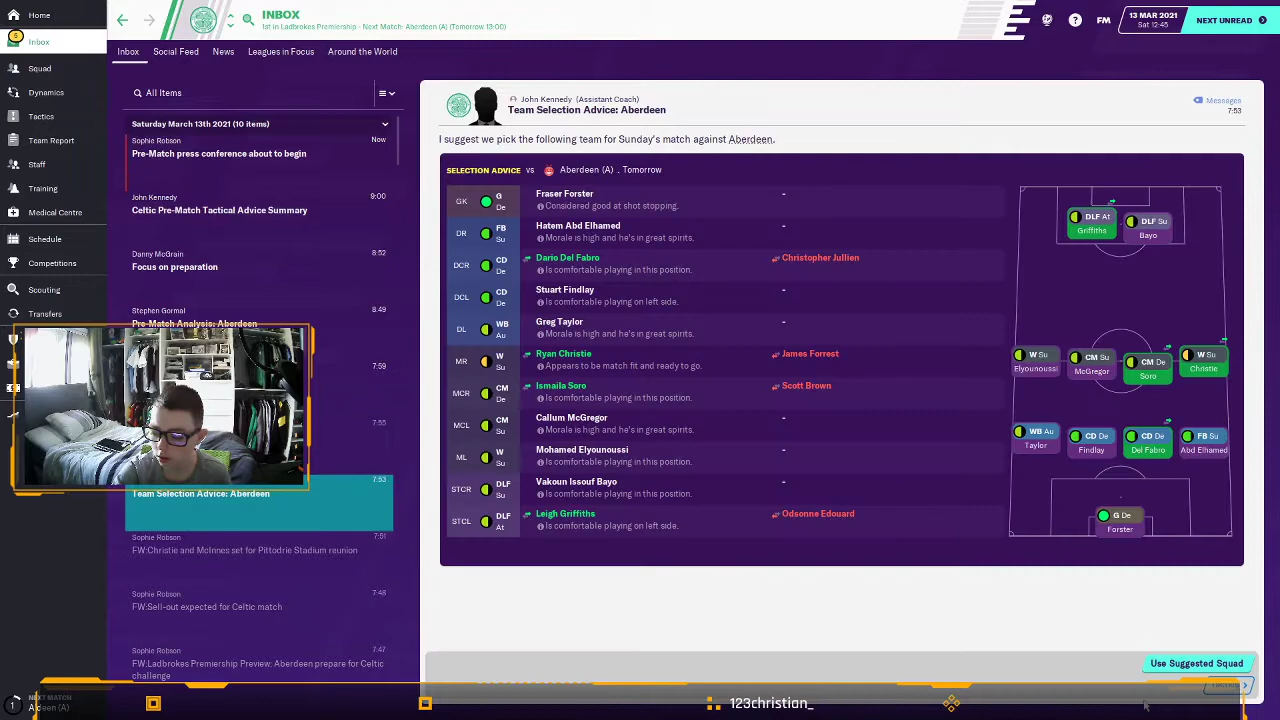 Home
Inbox
5
Squad
Dynamics
Tactics
Team Report
Staff
Training
Medical Centre
Schedule
Competitions
Scouting
Transfers
INBOX
1st in Ladbrokes Premiership - Next Match: Aberdeen (A) (Tomorrow 13:00)
FM
13 MAR 2021
Sat 12:45
NEXT UNREAD
Inbox Social Feed News Leagues in Focus Around the World
All Items
Saturday March 13th 2021 (10 items)
Sophie Robson Now
Pre-Match press conference about to begin
John Kennedy 9:00
Celtic Pre-Match Tactical Advice Summary
Danny McGrain 8:52
Focus on preparation
Stephen Gormal 8:49
Pre-Match Analysis: Aberdeen
7:59
7:55
7:53
Team Selection Advice: Aberdeen
Sophie Robson 7:51
FW:Christie and McInnes set for Pittodrie Stadium reunion
Sophie Robson 7:48
FW:Sell-out expected for Celtic match
Sophie Robson 7:47
FW:Ladbrokes Premiership Preview: Aberdeen prepare for Celtic
challenge
John Kennedy (Assistant Coach)
Team Selection Advice: Aberdeen
Messages
7:53
I suggest we pick the following team for Sunday's match against Aberdeen.
SELECTION ADVICE vs Aberdeen (A) . Tomorrow
GK G De Fraser Forster -
Considered good at shot stopping.
DR FB Su Hatem Abd Elhamed -
Morale is high and he's in great spirits.
DCR CD De Dario Del Fabro Christopher Jullien
Is comfortable playing in this position.
DCL CD De Stuart Findlay -
Is comfortable playing on left side.
DL WB Au Greg Taylor -
Morale is high and he's in great spirits.
MR W Su Ryan Christie James Forrest
Appears to be match fit and ready to go.
MCR CM De Ismaila Soro Scott Brown
Is comfortable playing in this position.
MCL CM Su Callum McGregor -
Morale is high and he's in great spirits.
ML W Su Mohamed Elyounoussi -
Is comfortable playing in this position.
STCR DLF Su Vakoun Issouf Bayo -
Is comfortable playing in this position.
STCL DLF At Leigh Griffiths Odsonne Edouard
Is comfortable playing on left side.
DLF At DLF Su
Griffiths Bayo
W Su CM Su CM De W Su
Elyounoussi McGregor Soro Christie
WB Au CD De CD De FB Su
Taylor Findlay Del Fabro Abd Elhamed
G De
Forster
Use Suggested Squad
NEXT MATCH
123christian_